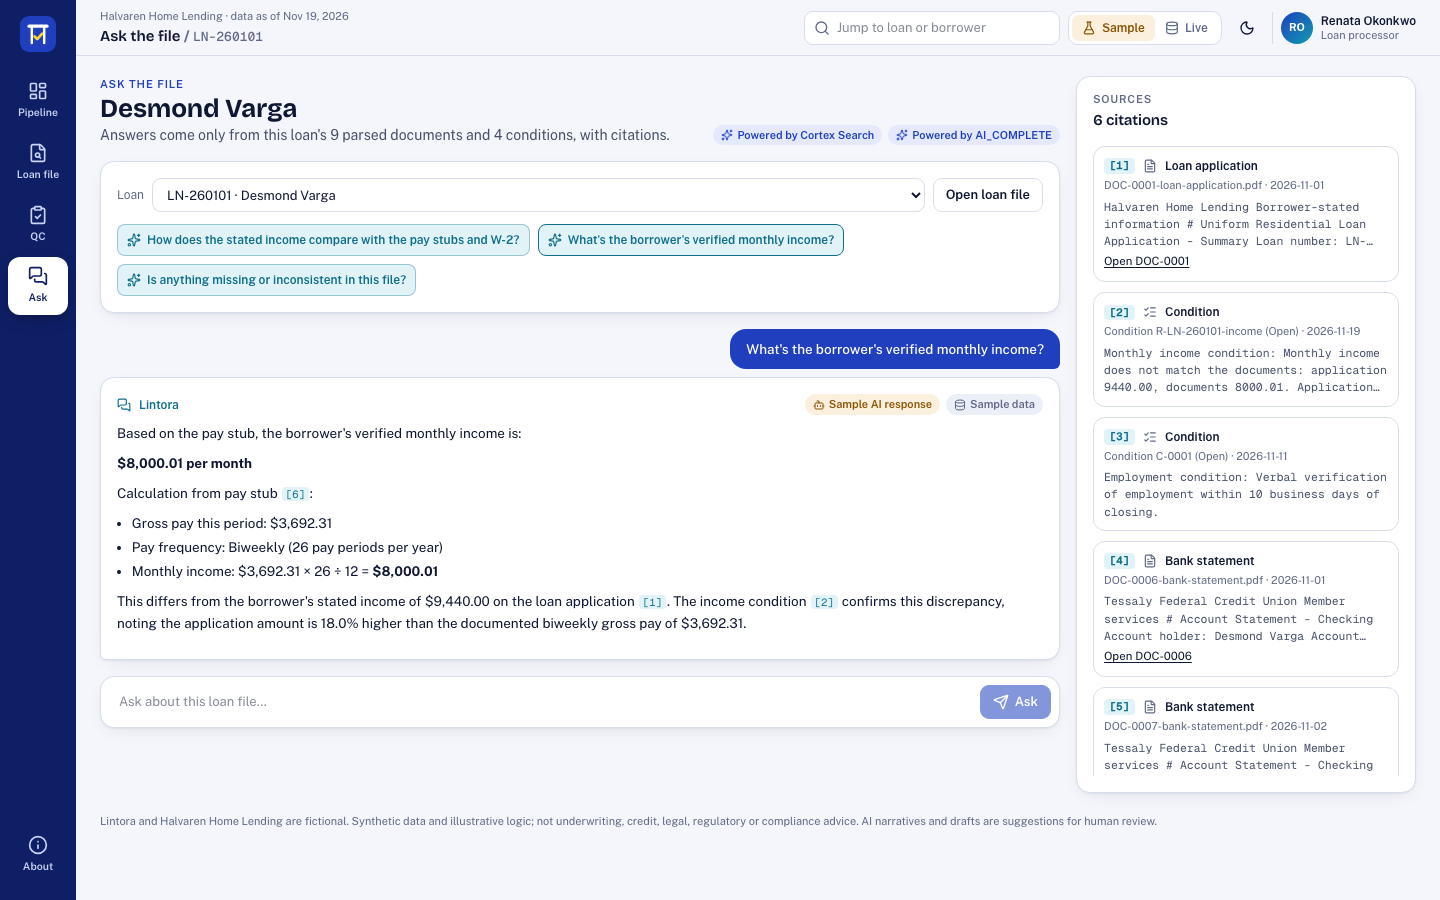 Pipeline
Loan file
QC
Ask
About
Halvaren Home Lending · data as of Nov 19, 2026
Ask the file / LN-260101
Jump to loan or borrower
Sample
Live
RO
Renata Okonkwo
Loan processor
ASK THE FILE
Desmond Varga
Answers come only from this loan's 9 parsed documents and 4 conditions, with citations.
Powered by Cortex Search
Powered by AI_COMPLETE
Loan
LN-260101 · Desmond Varga
Open loan file
How does the stated income compare with the pay stubs and W-2?
What's the borrower's verified monthly income?
Is anything missing or inconsistent in this file?
What's the borrower's verified monthly income?
Lintora
Sample AI response
Sample data
Based on the pay stub, the borrower's verified monthly income is:
$8,000.01 per month
Calculation from pay stub [6]:
• Gross pay this period: $3,692.31
• Pay frequency: Biweekly (26 pay periods per year)
• Monthly income: $3,692.31 × 26 ÷ 12 = $8,000.01
This differs from the borrower's stated income of $9,440.00 on the loan application [1]. The income condition [2] confirms this discrepancy,
noting the application amount is 18.0% higher than the documented biweekly gross pay of $3,692.31.
Ask about this loan file...
Ask
SOURCES
6 citations
[1] Loan application
DOC-0001-loan-application.pdf · 2026-11-01
Halvaren Home Lending Borrower-stated
information # Uniform Residential Loan
Application - Summary Loan number: LN-…
Open DOC-0001
[2] Condition
Condition R-LN-260101-income (Open) · 2026-11-19
Monthly income condition: Monthly income
does not match the documents: application
9440.00, documents 8000.01. Application…
[3] Condition
Condition C-0001 (Open) · 2026-11-11
Employment condition: Verbal verification
of employment within 10 business days of
closing.
[4] Bank statement
DOC-0006-bank-statement.pdf · 2026-11-01
Tessaly Federal Credit Union Member
services # Account Statement - Checking
Account holder: Desmond Varga Account…
Open DOC-0006
[5] Bank statement
DOC-0007-bank-statement.pdf · 2026-11-02
Tessaly Federal Credit Union Member
services # Account Statement - Checking
Lintora and Halvaren Home Lending are fictional. Synthetic data and illustrative logic; not underwriting, credit, legal, regulatory or compliance advice. AI narratives and drafts are suggestions for human review.